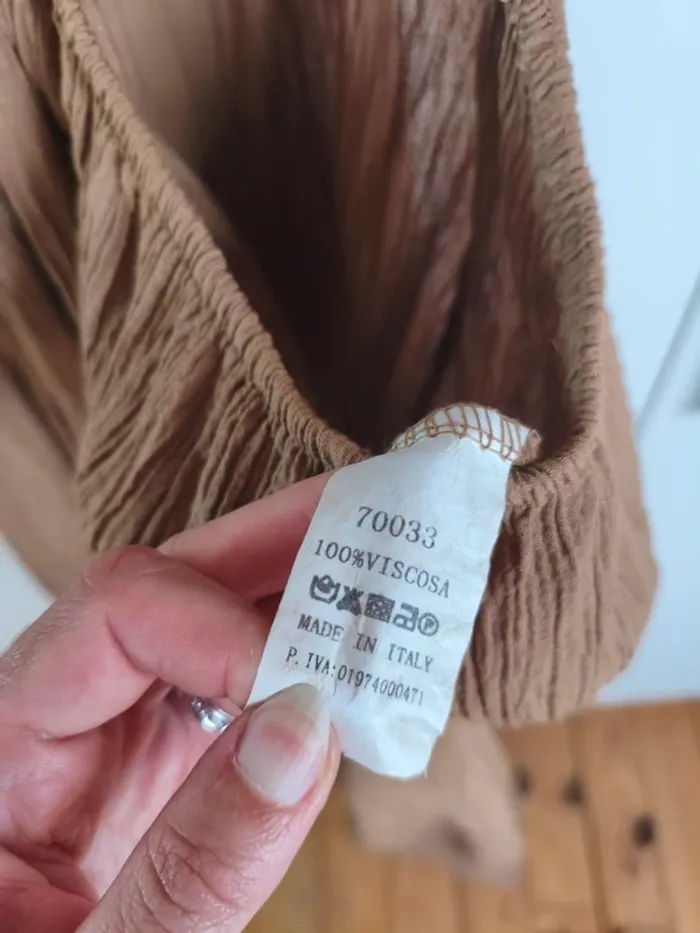 70033
100%VISCOSA
MADE IN ITALY
P. IVA:01974000471